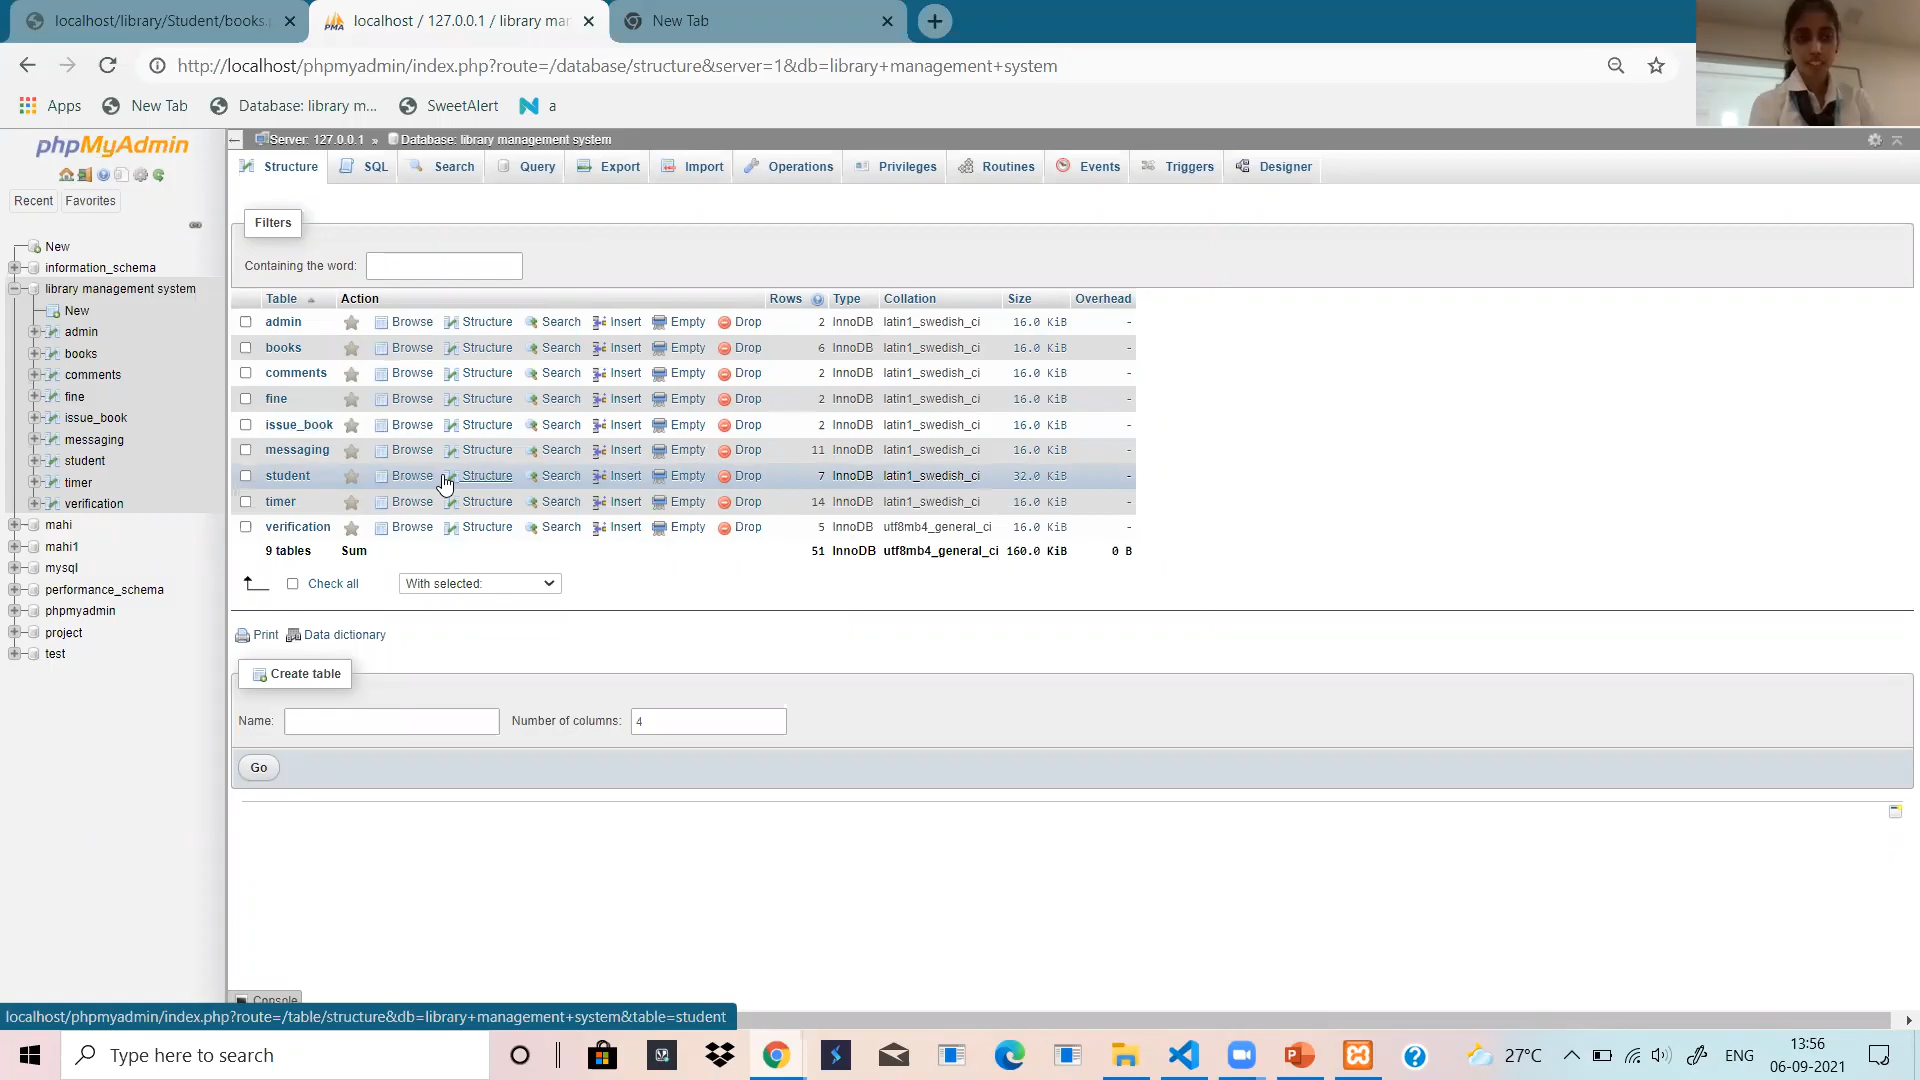 localhost/library/Student/books.
localhost / 127.0.0.1 / library mar
New Tab
http://localhost/phpmyadmin/index.php?route=/database/structure&server=1&db=library+management+system
Apps
New Tab
Database: library m...
SweetAlert
a
phpMyAdmin
Recent
Favorites
New
information_schema
library management system
New
admin
books
comments
fine
issue_book
messaging
student
timer
verification
mahi
mahi1
mysql
performance_schema
phpmyadmin
project
test
Server: 127.0.0.1 » Database: library management system
Structure SQL Search Query Export Import Operations Privileges Routines Events Triggers Designer
Filters
Containing the word:
Table Action Rows Type Collation Size Overhead
admin Browse Structure Search Insert Empty Drop 2 InnoDB latin1_swedish_ci 16.0 KiB -
books Browse Structure Search Insert Empty Drop 6 InnoDB latin1_swedish_ci 16.0 KiB -
comments Browse Structure Search Insert Empty Drop 2 InnoDB latin1_swedish_ci 16.0 KiB -
fine Browse Structure Search Insert Empty Drop 2 InnoDB latin1_swedish_ci 16.0 KiB -
issue_book Browse Structure Search Insert Empty Drop 2 InnoDB latin1_swedish_ci 16.0 KiB -
messaging Browse Structure Search Insert Empty Drop 11 InnoDB latin1_swedish_ci 16.0 KiB -
student Browse Structure Search Insert Empty Drop 7 InnoDB latin1_swedish_ci 32.0 KiB -
timer Browse Structure Search Insert Empty Drop 14 InnoDB latin1_swedish_ci 16.0 KiB -
verification Browse Structure Search Insert Empty Drop 5 InnoDB utf8mb4_general_ci 16.0 KiB -
9 tables Sum 51 InnoDB utf8mb4_general_ci 160.0 KiB 0 B
Check all With selected:
Print Data dictionary
Create table
Name: Number of columns: 4
Go
Console
localhost/phpmyadmin/index.php?route=/table/structure&db=library+management+system&table=student
Type here to search
27°C
ENG
13:56
06-09-2021